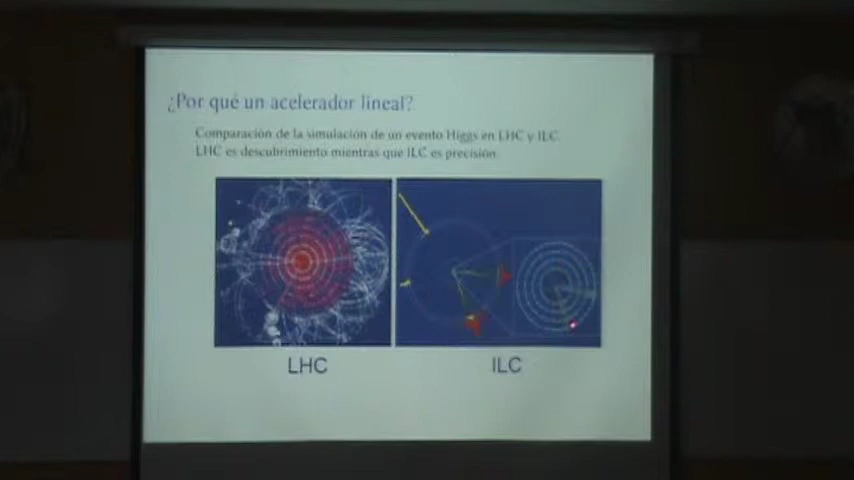 ¿Por qué un acelerador lineal?
Comparación de la simulación de un evento Higgs en LHC y ILC.
LHC es descubrimiento mientras que ILC es precisión.
LHC
ILC